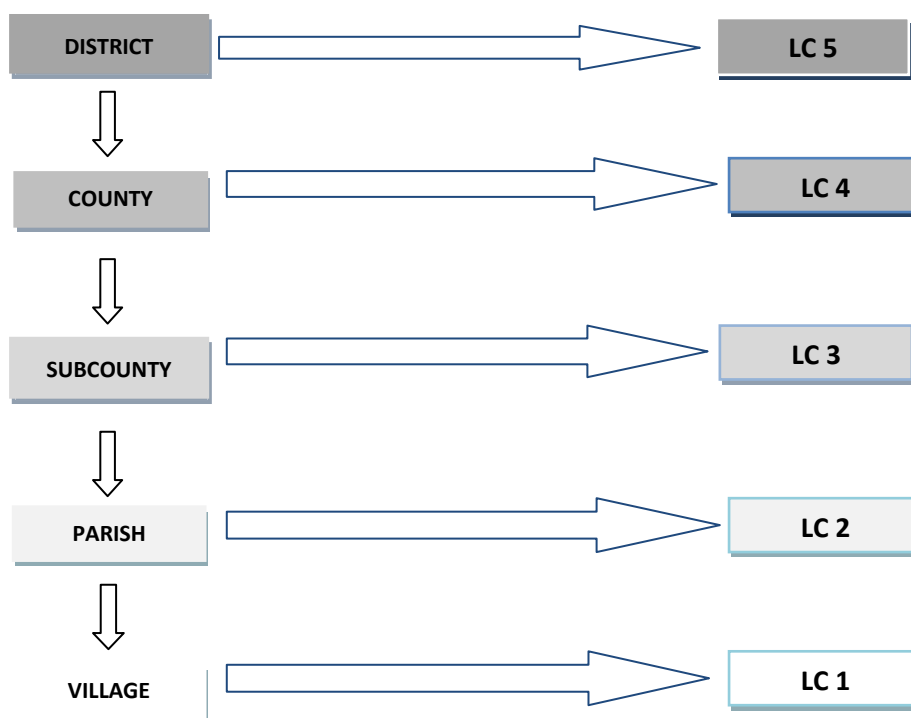 DISTRICT
LC 5
COUNTY
LC 4
SUBCOUNTY
LC 3
PARISH
LC 2
VILLAGE
LC 1